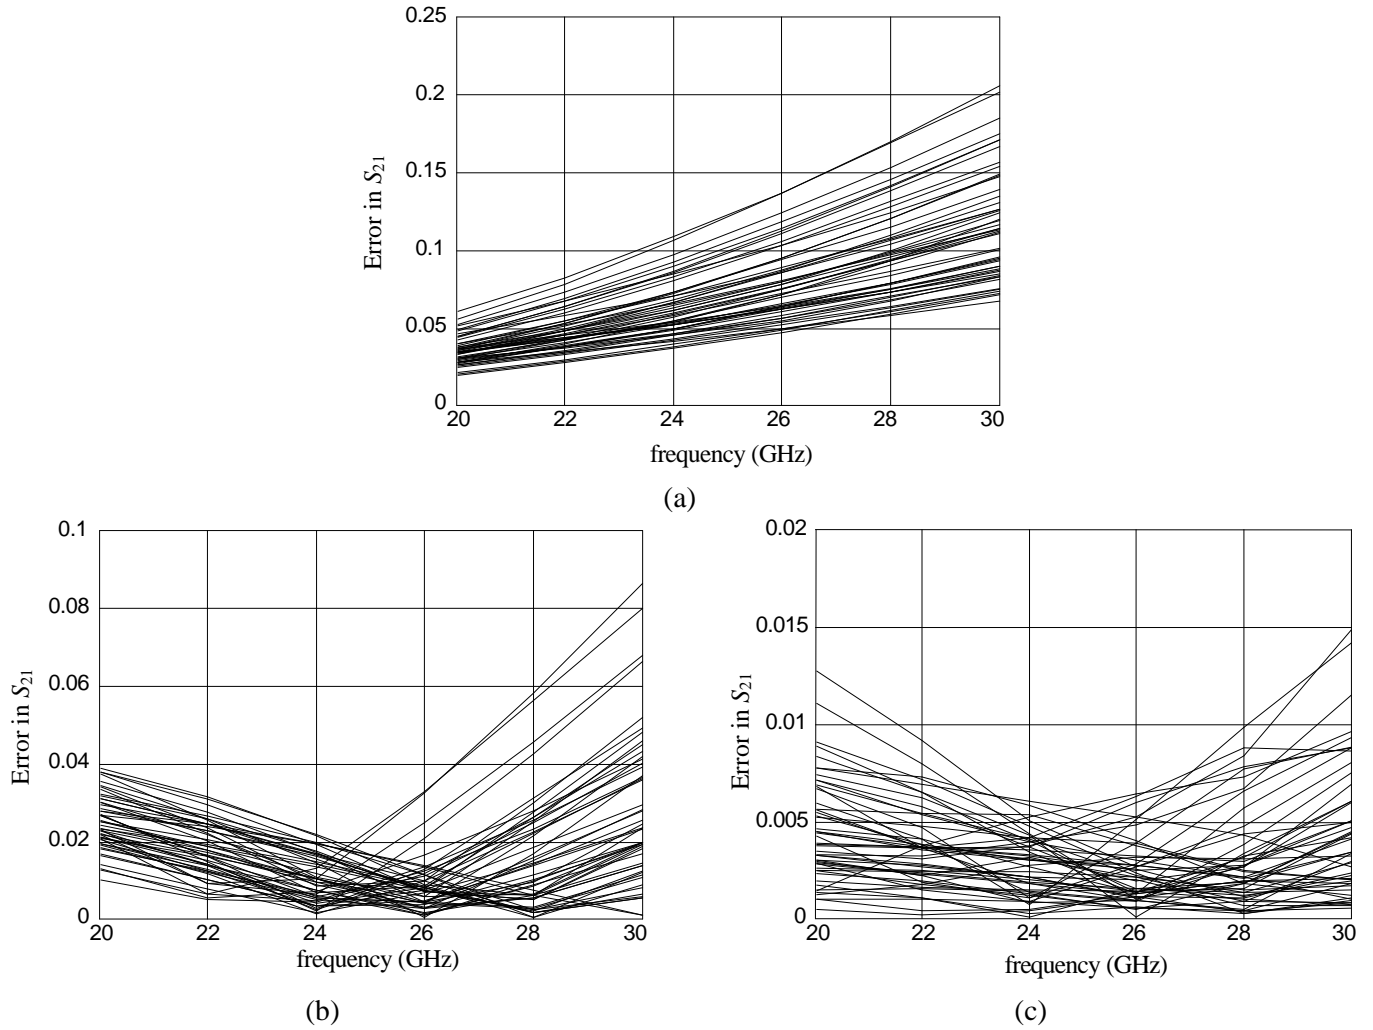 0.25
0.2
0.15
0.1
0.05
0
Error in S21
20 22 24 26 28 30
frequency (GHz)
(a)
0.1
0.08
0.06
0.04
0.02
0
Error in S21
20 22 24 26 28 30
frequency (GHz)
(b)
0.02
0.015
0.01
0.005
0
Error in S21
20 22 24 26 28 30
frequency (GHz)
(c)